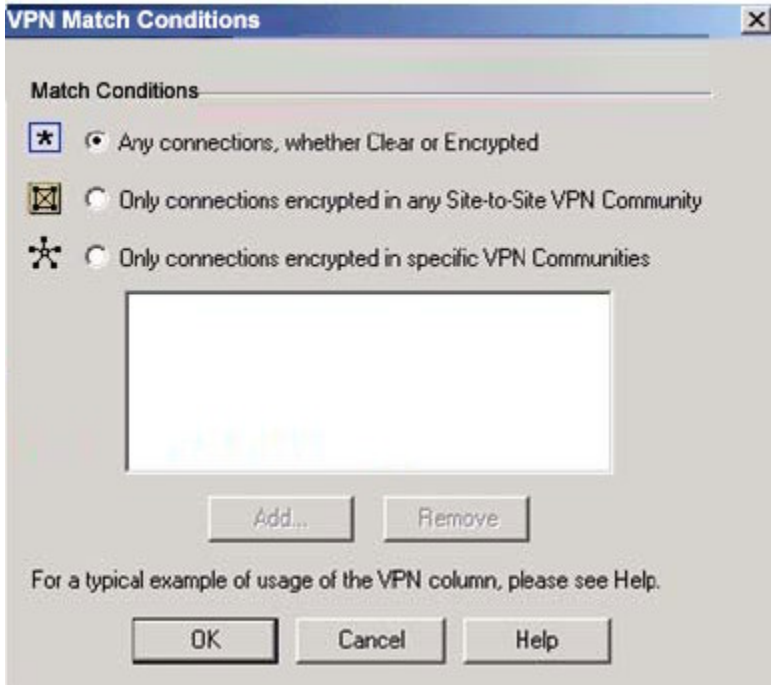 VPN Match Conditions
Match Conditions
Any connections, whether Clear or Encrypted
Only connections encrypted in any Site-to-Site VPN Community
Only connections encrypted in specific VPN Communities
Add... Remove
For a typical example of usage of the VPN column, please see Help.
OK Cancel Help